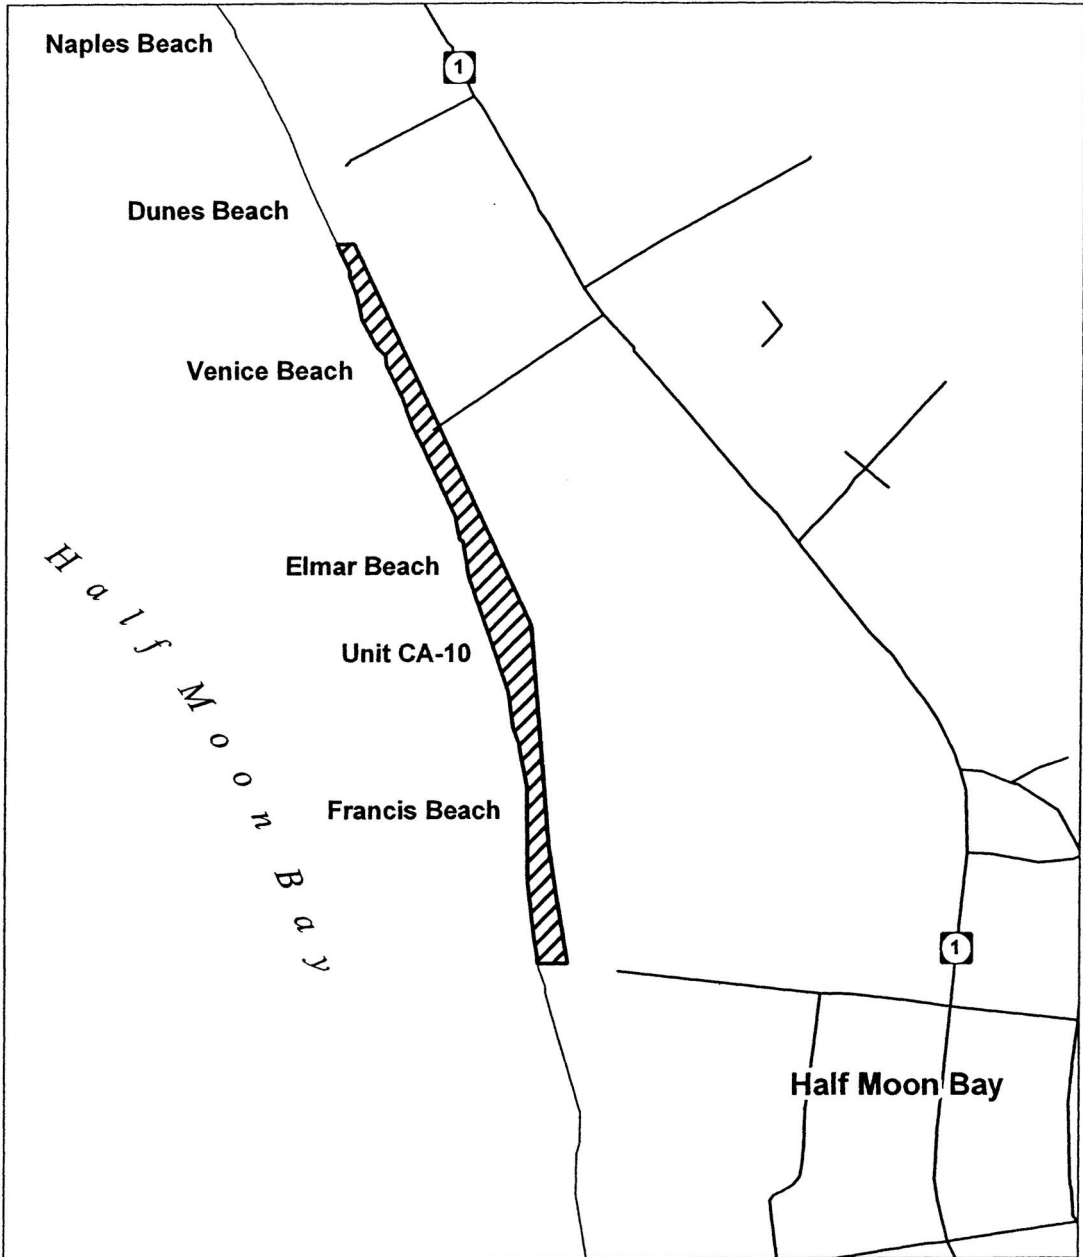 Naples Beach
1
Dunes Beach
Venice Beach
Elmar Beach
Unit CA-10
Half Moon Bay
Francis Beach
1
Half Moon Bay